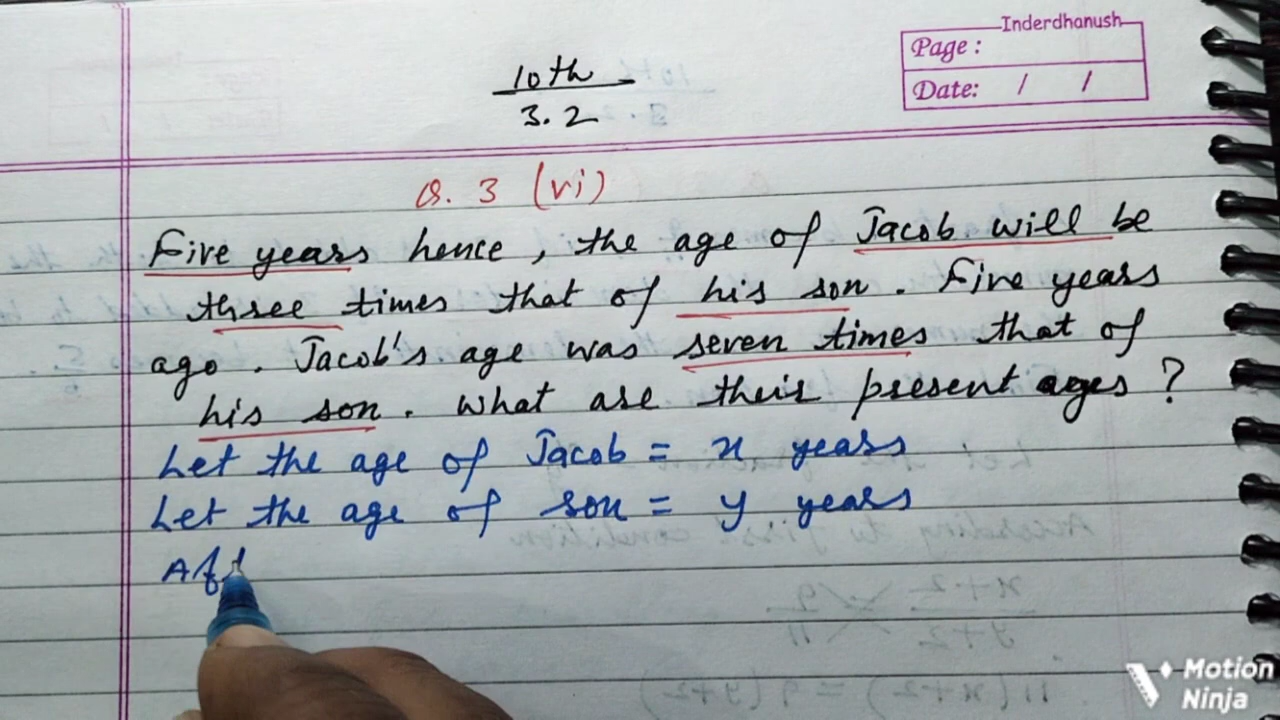 Inderdhanush
Page :
Date: / /
10th
3.2
Q. 3 (vi)
Five years hence, the age of Jacob will be
three times that of his son. Five years
ago. Jacob's age was seven times that of
his son. What are their present ages ?
Let the age of Jacob = x years
Let the age of son = y years
Aft
Motion
Ninja